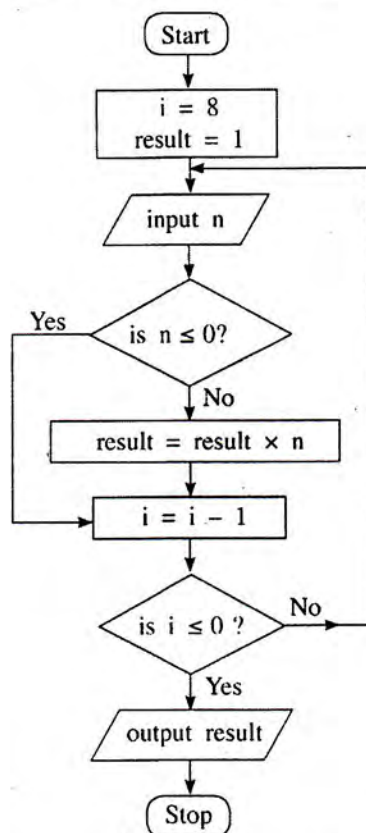 Start
i = 8
result = 1
input n
Yes
is n ≤ 0?
No
result = result × n
i = i − 1
is i ≤ 0 ?
No
Yes
output result
Stop